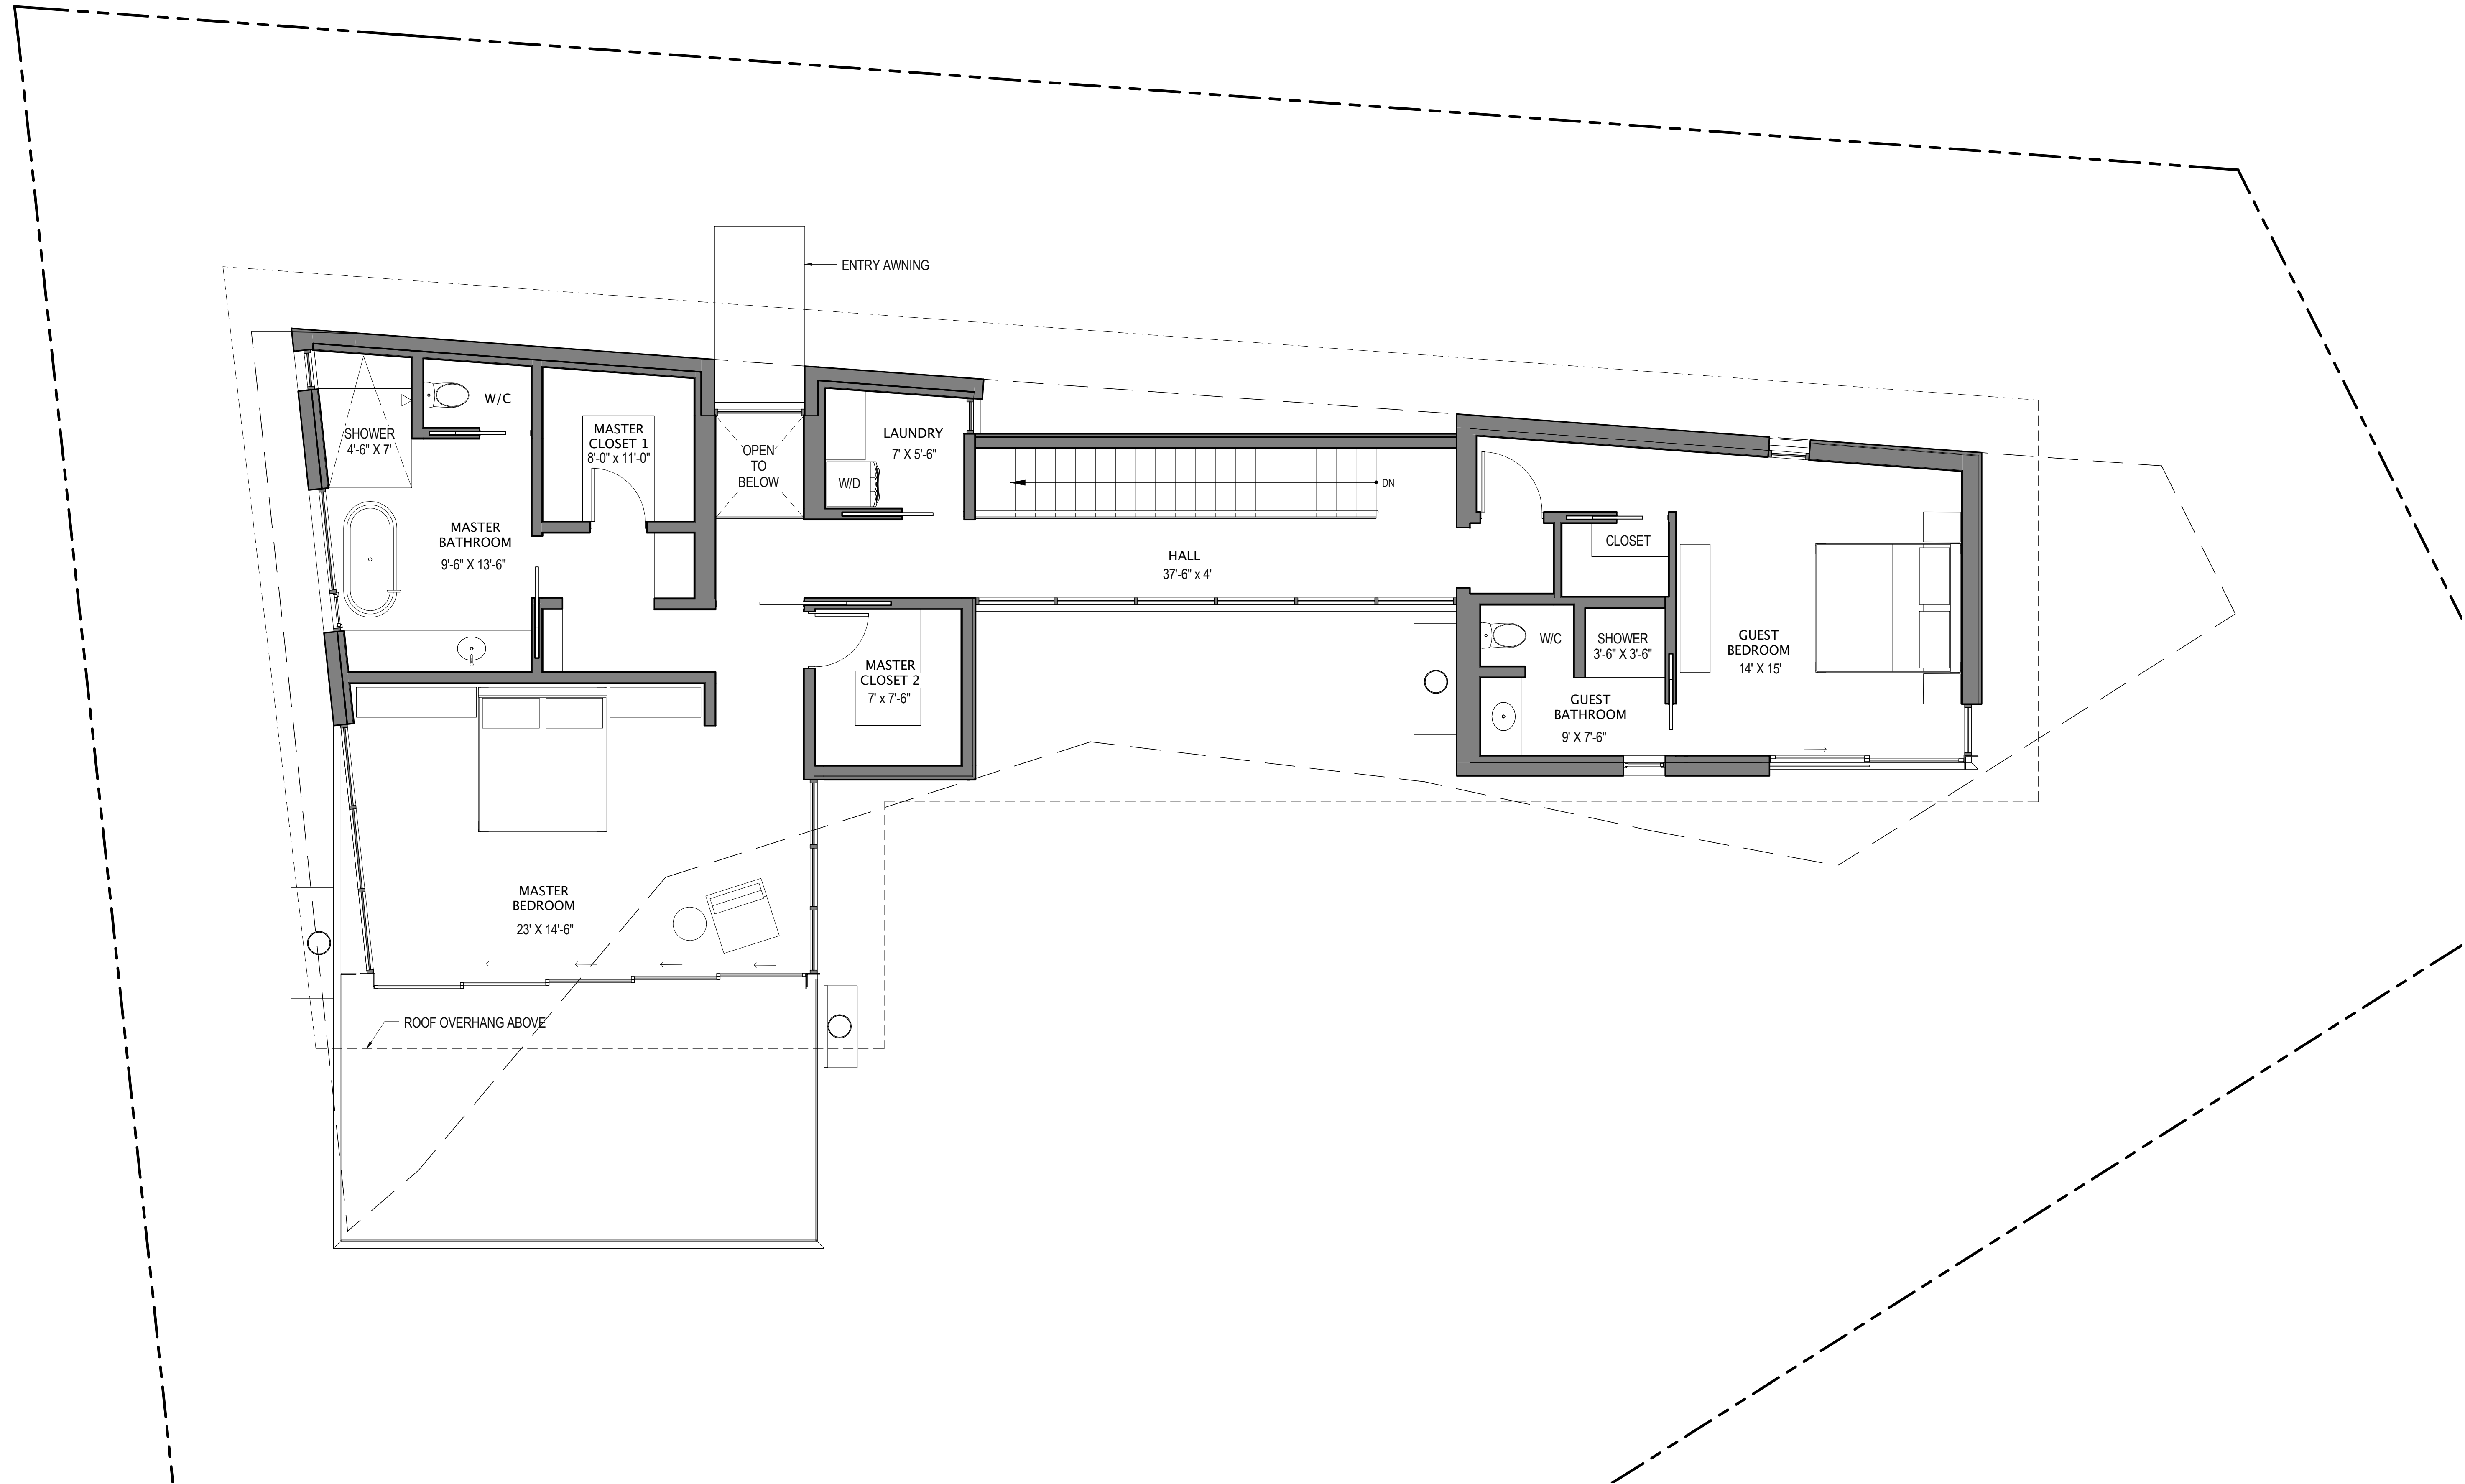 ENTRY AWNING
W/C
SHOWER
4'-6" X 7'
MASTER
CLOSET 1
8'-0" x 11'-0"
OPEN
TO
BELOW
LAUNDRY
7' X 5'-6"
W/D
DN
MASTER
BATHROOM
9'-6" X 13'-6"
HALL
37'-6" x 4'
CLOSET
MASTER
CLOSET 2
7' x 7'-6"
W/C
SHOWER
3'-6" X 3'-6"
GUEST
BEDROOM
14' X 15'
GUEST
BATHROOM
9' X 7'-6"
MASTER
BEDROOM
23' X 14'-6"
ROOF OVERHANG ABOVE